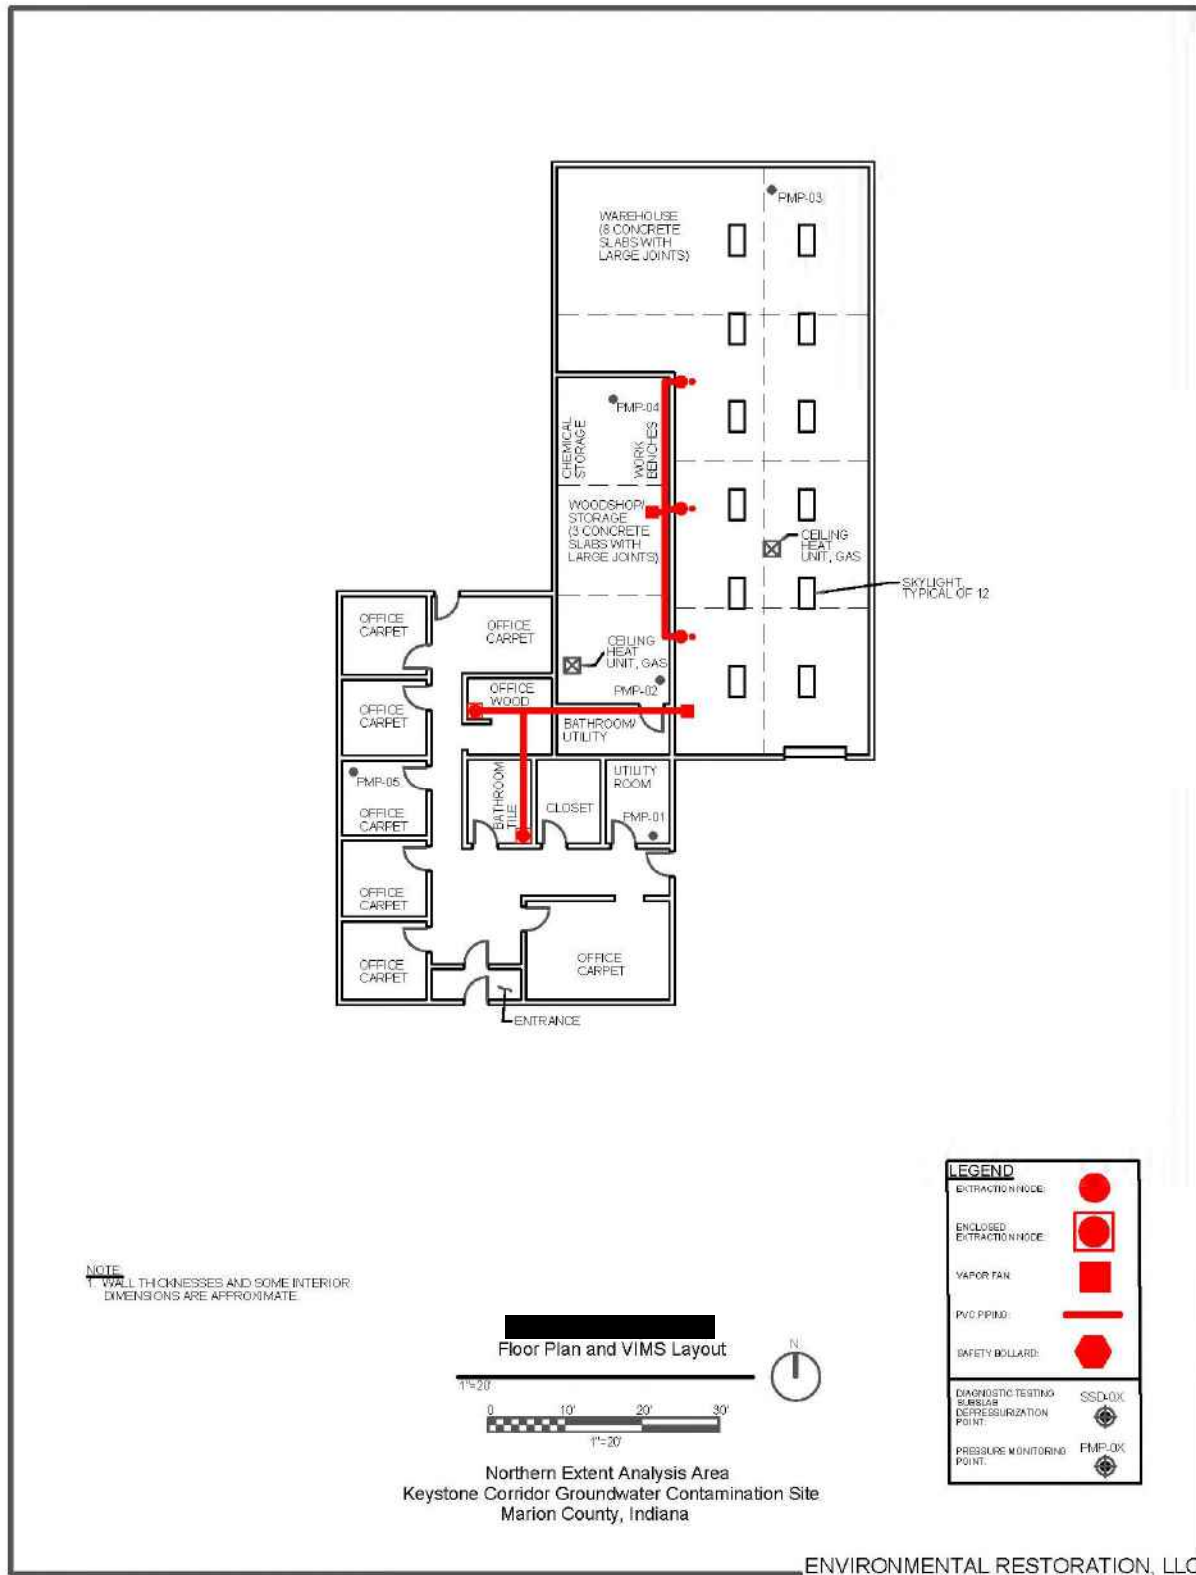 PMP-03
WAREHOUSE
(8 CONCRETE
SLABS WITH
LARGE JOINTS)
PMP-04
CHEMICAL
STORAGE
WORK
BENCHES
WOODSHOP/
STORAGE
(3 CONCRETE
SLABS WITH
LARGE JOINTS)
CEILING
HEAT
UNIT, GAS
SKYLIGHT,
TYPICAL OF 12
OFFICE
CARPET
OFFICE
CARPET
CEILING
HEAT
UNIT, GAS
OFFICE
WOOD
PMP-02
OFFICE
CARPET
BATHROOM/
UTILITY
PMP-05
OFFICE
CARPET
BATHROOM
TILE
CLOSET
UTILITY
ROOM
PMP-01
OFFICE
CARPET
OFFICE
CARPET
OFFICE
CARPET
ENTRANCE
LEGEND
EXTRACTION NODE:
ENCLOSED
EXTRACTION NODE:
VAPOR FAN:
PVC PIPING:
SAFETY BOLLARD:
DIAGNOSTIC TESTING
SUBSLAB
DEPRESSURIZATION
POINT:
SSD-0X
PRESSURE MONITORING
POINT:
PMP-0X
NOTE:
1. WALL THICKNESSES AND SOME INTERIOR
DIMENSIONS ARE APPROXIMATE.
Floor Plan and VIMS Layout
N
1"=20'
0 10' 20' 30'
1"=20'
Northern Extent Analysis Area
Keystone Corridor Groundwater Contamination Site
Marion County, Indiana
ENVIRONMENTAL RESTORATION, LLC